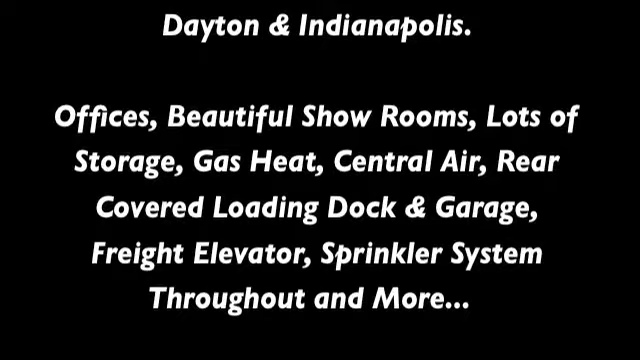 Dayton & Indianapolis.
Offices, Beautiful Show Rooms, Lots of
Storage, Gas Heat, Central Air, Rear
Covered Loading Dock & Garage,
Freight Elevator, Sprinkler System
Throughout and More...